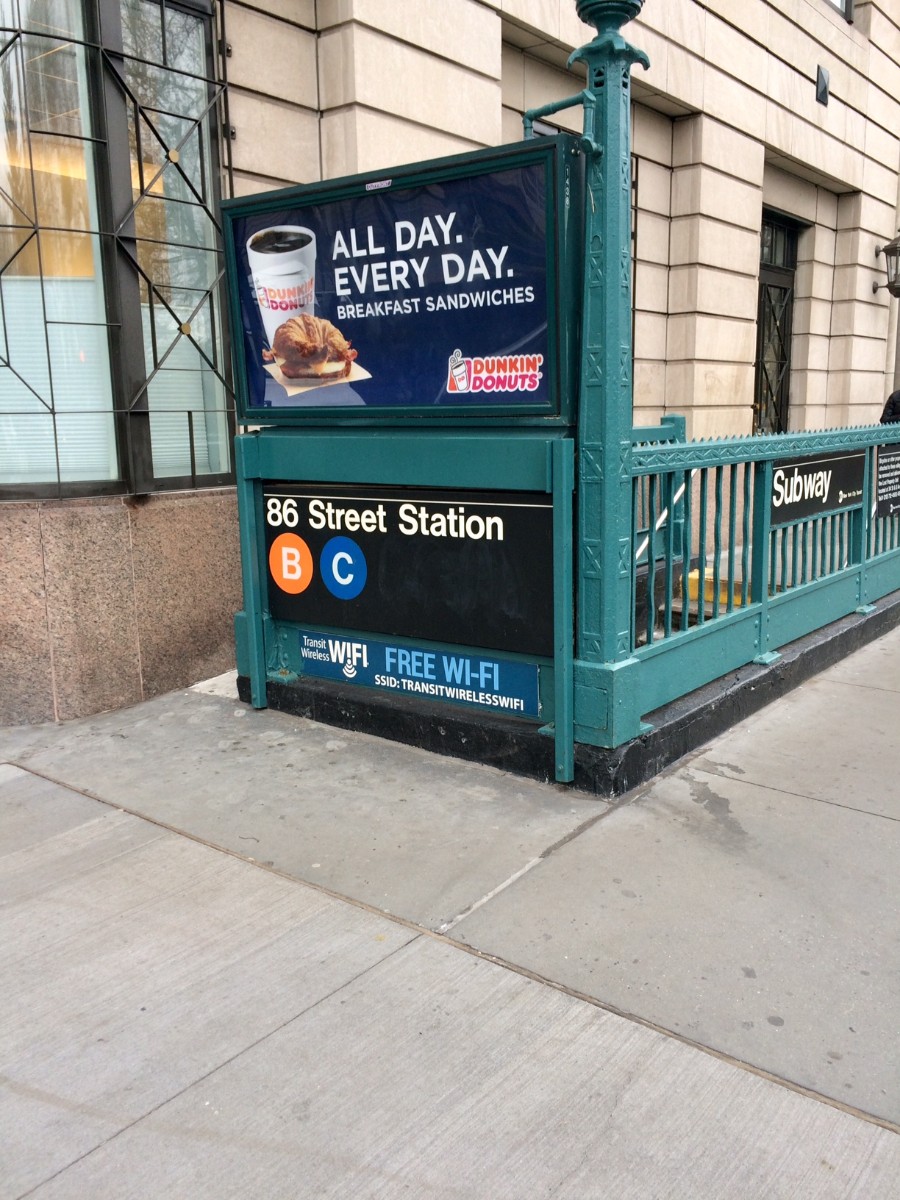 ALL DAY.
EVERY DAY.
BREAKFAST SANDWICHES
DUNKIN'
DONUTS
DUNKIN'
DONUTS
86 Street Station
B C
Transit
Wireless
WIFI
FREE WI-FI
SSID: TRANSITWIRELESSWIFI
Subway